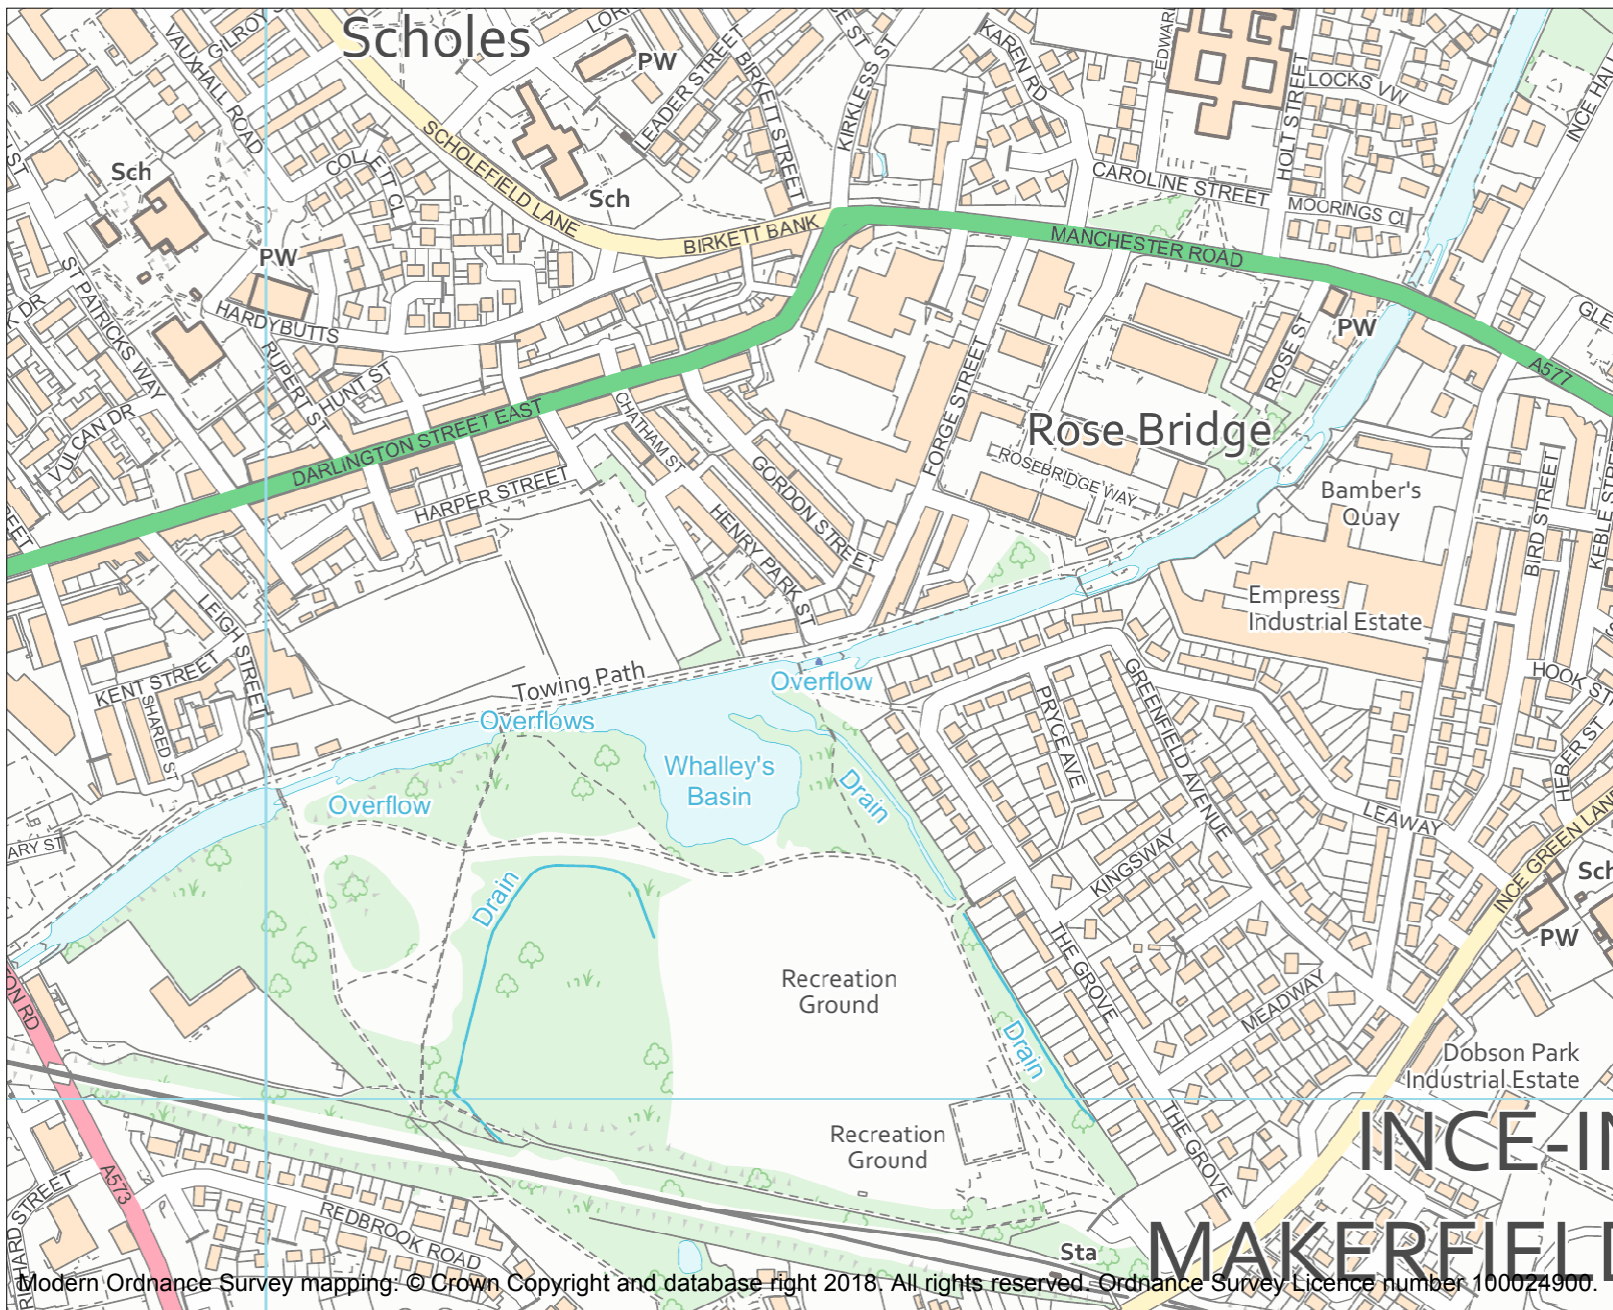 Scholes
PW
GILROY
VAUXHALL ROAD
LEADER STREET
BIRKETT STREET
KIRKLESS ST
KAREN RD
LOCKS VW
HOLT STREET
SCHOLEFIELD LANE
COLLETT CL
Sch
Sch
CAROLINE STREET
MOORINGS CL
BIRKETT BANK
MANCHESTER ROAD
PW
ST PATRICKS WAY
HARDYBUTTS
RUPERT ST
HUNT ST
PW
ROSE ST
A577
VULCAN DR
DARLINGTON STREET EAST
CHATHAM ST
FORGE STREET
Rose Bridge
ROSEBRIDGE WAY
HARPER STREET
GORDON STREET
HENRY PARK ST
Bamber's
Quay
BIRD STREET
Empress
Industrial Estate
LEIGH STREET
KENT STREET
SHARED ST
Towing Path
Overflow
Overflows
Overflow
Whalley's
Basin
Drain
PRYCE AVE
GREENFIELD AVENUE
HOOK ST
HEBER ST
LEAWAY
KINGSWAY
INCE GREEN LANE
Drain
THE GROVE
PW
Recreation
Ground
MEADWAY
Drain
Dobson Park
Industrial Estate
Recreation
Ground
THE GROVE
A573
REDBROOK ROAD
Sta
Modern Ordnance Survey mapping: © Crown Copyright and database right 2018. All rights reserved. Ordnance Survey Licence number 100024900.